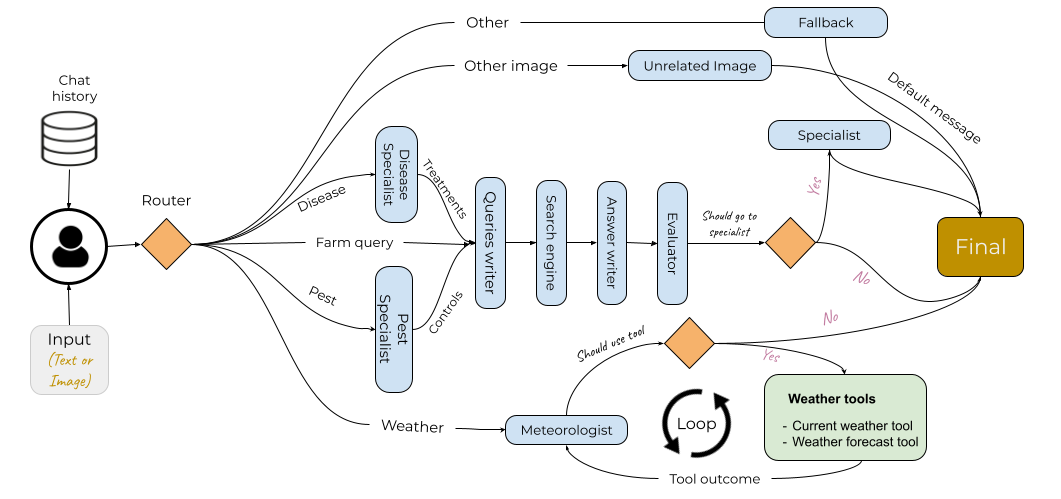 Other
Fallback
Other image
Unrelated Image
Default message
Chat
history
Disease
Specialist
Treatments
Specialist
Yes
Router
Disease
Queries writer
Search engine
Answer writer
Evaluator
Should go to
specialist
Farm query
Final
No
Pest
Pest
Specialist
Controls
Input
(Text or
Image)
Should use tool
No
Yes
Weather
Meteorologist
Loop
Weather tools
- Current weather tool
- Weather forecast tool
Tool outcome